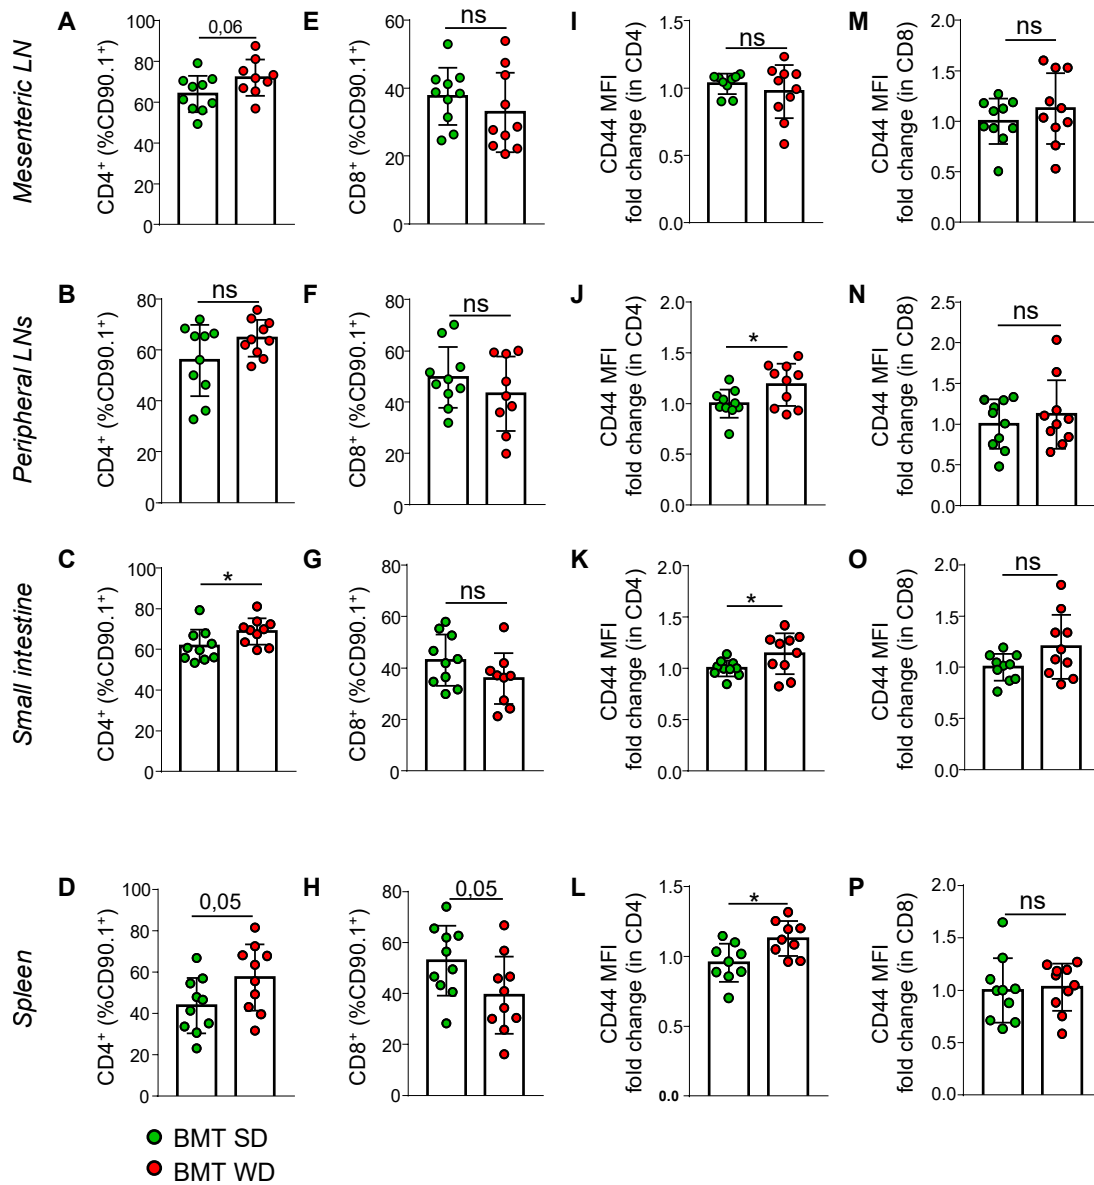 Mesenteric LN
A
CD4⁺ (%CD90.1⁺)
100
80
60
40
20
0
0,06
E
CD8⁺ (%CD90.1⁺)
60
40
20
0
ns
I
CD44 MFI
fold change (in CD4)
1.5
1.0
0.5
0.0
ns
M
CD44 MFI
fold change (in CD8)
2.0
1.5
1.0
0.5
0.0
ns
Peripheral LNs
B
CD4⁺ (%CD90.1⁺)
80
60
40
20
0
ns
F
CD8⁺ (%CD90.1⁺)
80
60
40
20
0
ns
J
CD44 MFI
fold change (in CD4)
2.0
1.5
1.0
0.5
0.0
*
N
CD44 MFI
fold change (in CD8)
2.5
2.0
1.5
1.0
0.5
0.0
ns
Small intestine
C
CD4⁺ (%CD90.1⁺)
100
80
60
40
20
0
*
G
CD8⁺ (%CD90.1⁺)
80
60
40
20
0
ns
K
CD44 MFI
fold change (in CD4)
2.0
1.5
1.0
0.5
0.0
*
O
CD44 MFI
fold change (in CD8)
2.0
1.5
1.0
0.5
0.0
ns
Spleen
D
CD4⁺ (%CD90.1⁺)
100
80
60
40
20
0
0,05
H
CD8⁺ (%CD90.1⁺)
80
60
40
20
0
0,05
L
CD44 MFI
fold change (in CD4)
1.5
1.0
0.5
0.0
*
P
CD44 MFI
fold change (in CD8)
2.0
1.5
1.0
0.5
0.0
ns
BMT SD
BMT WD